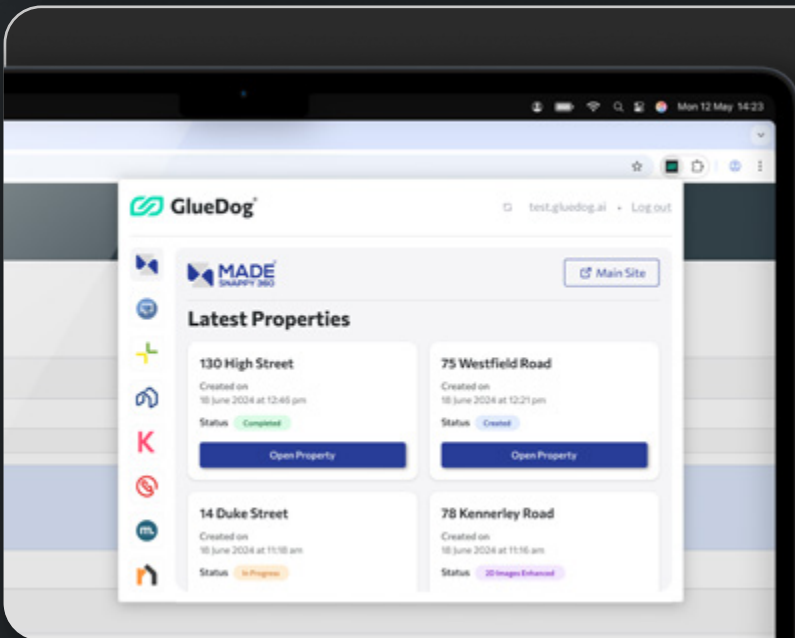 Mon 12 May 14:23
GlueDog
test.gluedog.ai • Log out
MADE
SNAPPY 360
Main Site
Latest Properties
130 High Street
Created on
18 June 2024 at 12:46 pm
Status Completed
Open Property
75 Westfield Road
Created on
18 June 2024 at 12:21 pm
Status Created
Open Property
14 Duke Street
Created on
18 June 2024 at 11:18 am
Status In Progress
78 Kennerley Road
Created on
18 June 2024 at 11:16 am
Status 2D Images Enhanced
K
m.